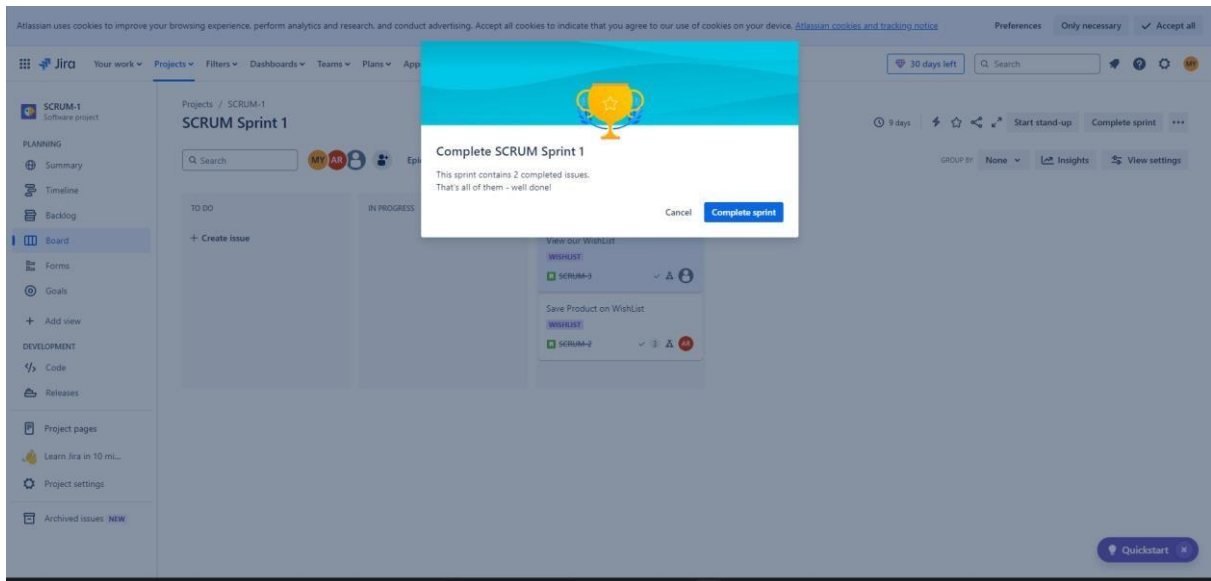 Atlassian uses cookies to improve your browsing experience, perform analytics and research, and conduct advertising. Accept all cookies to indicate that you agree to our use of cookies on your device. Atlassian cookies and tracking notice
Preferences
Only necessary
Accept all
Jira
Your work
Projects
Filters
Dashboards
Teams
Plans
App
30 days left
Search
MY
SCRUM-1
Software project
PLANNING
Summary
Timeline
Backlog
Board
Forms
Goals
+ Add view
DEVELOPMENT
Code
Releases
Project pages
Learn Jira in 10 mi...
Project settings
Archived issues NEW
Projects / SCRUM-1
SCRUM Sprint 1
9 days
Start stand-up
Complete sprint
Search
MY
AR
Epi
GROUP BY
None
Insights
View settings
TO DO
+ Create issue
IN PROGRESS
Complete SCRUM Sprint 1
This sprint contains 2 completed issues.
That's all of them - well done!
Cancel
Complete sprint
View our WishList
WISHLIST
SCRUM-3
Save Product on WishList
WISHLIST
SCRUM-2
3
AR
Quickstart